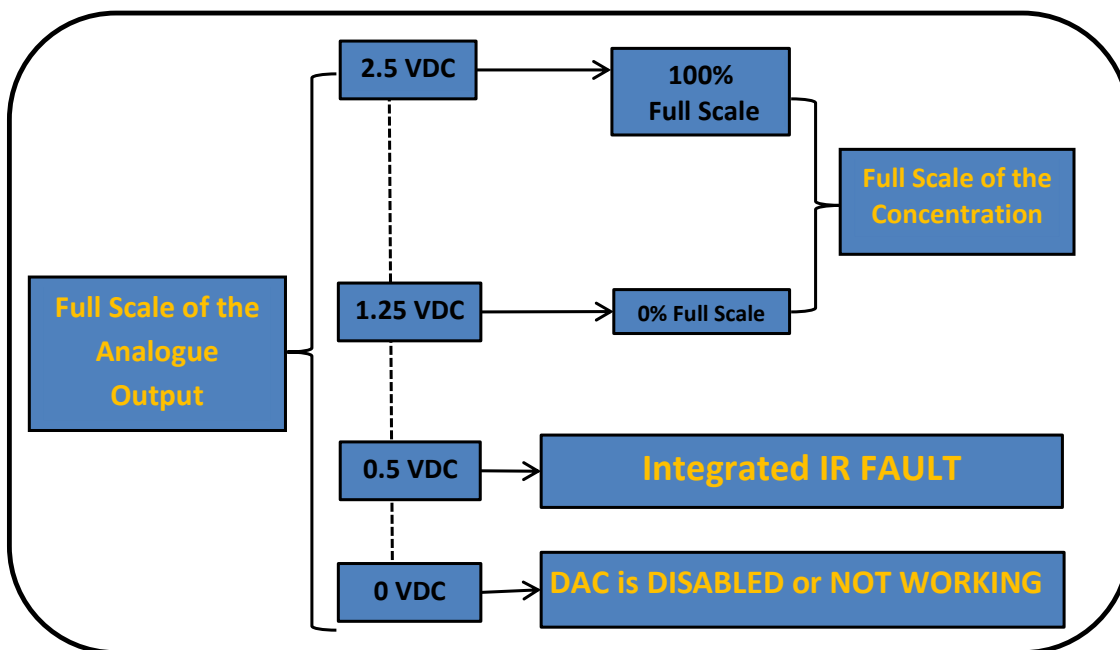 2.5 VDC
100%
Full Scale
Full Scale of the
Concentration
Full Scale of the
Analogue
Output
1.25 VDC
0% Full Scale
0.5 VDC
Integrated IR FAULT
0 VDC
DAC is DISABLED or NOT WORKING